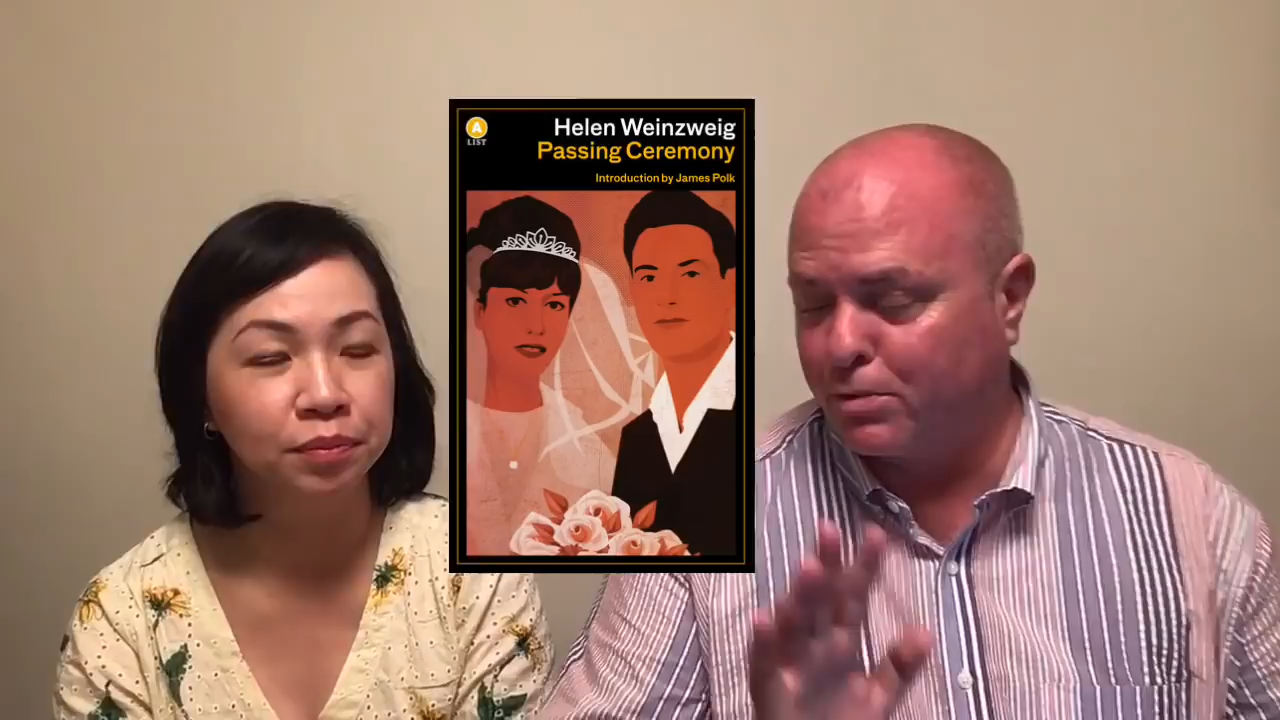 A
LIST
Helen Weinzweig
Passing Ceremony
Introduction by James Polk